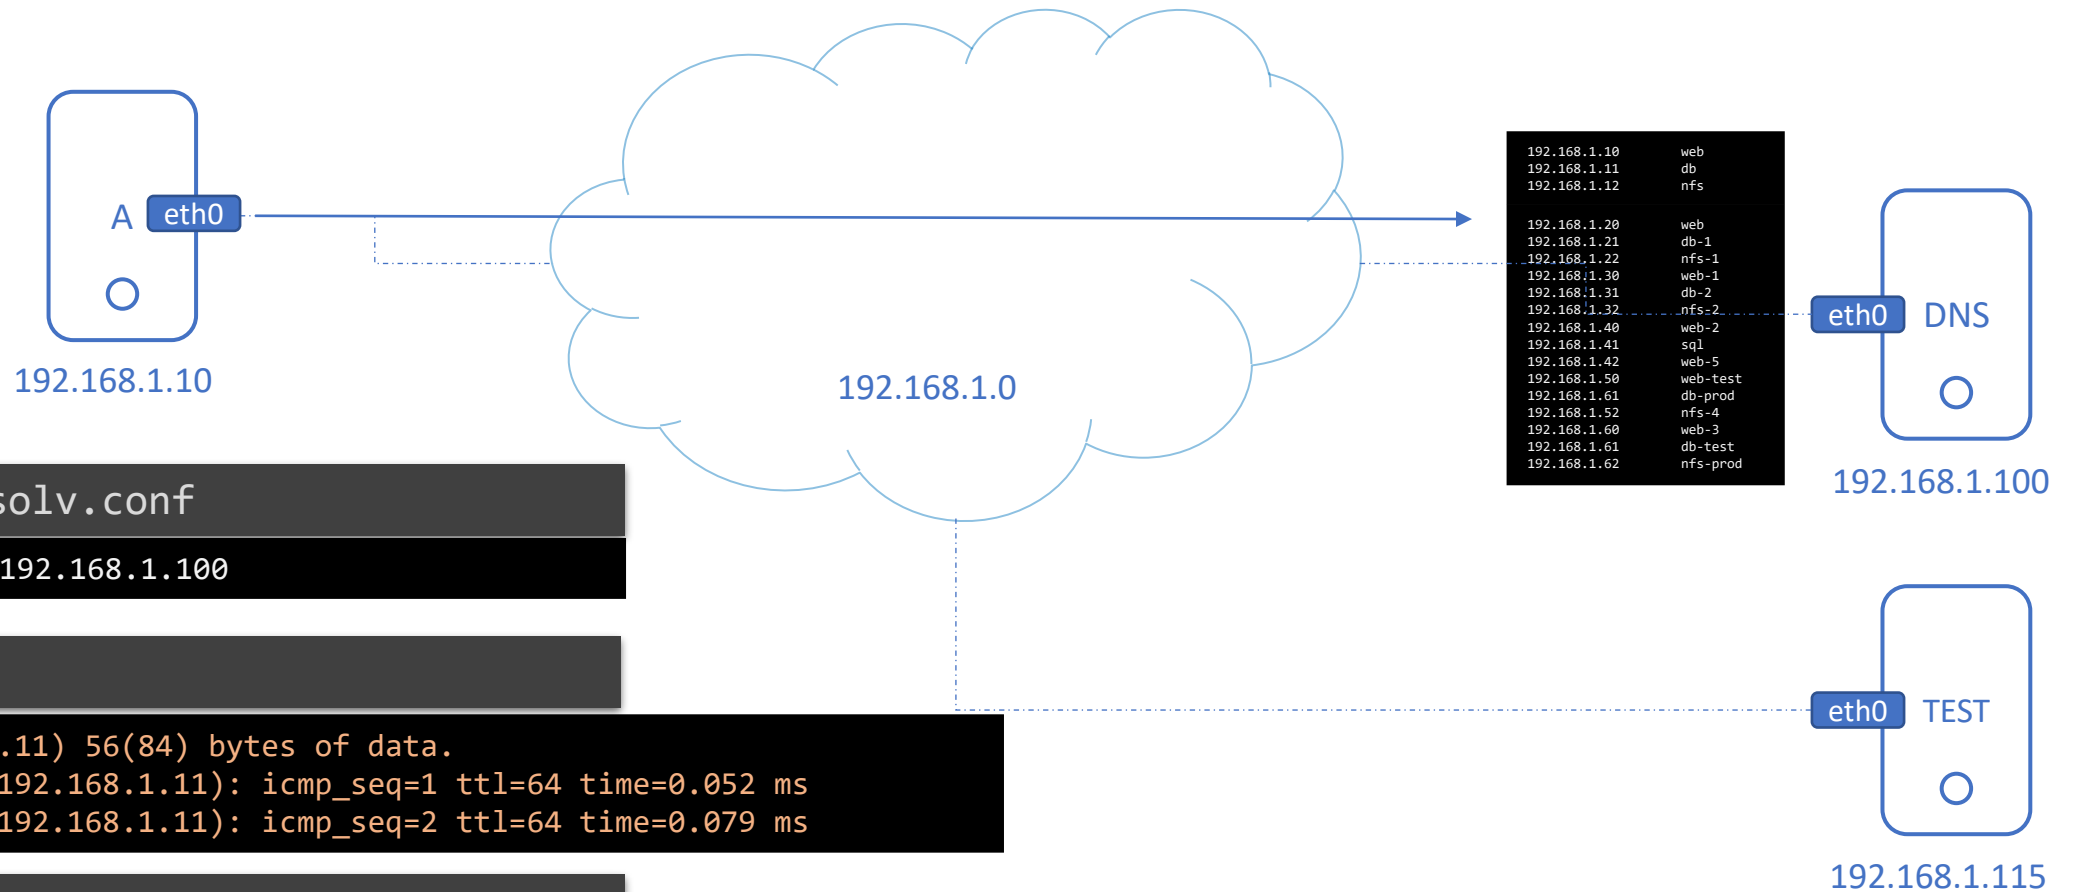 A eth0
192.168.1.10
192.168.1.0
192.168.1.10 web
192.168.1.11 db
192.168.1.12 nfs
192.168.1.20 web
192.168.1.21 db-1
192.168.1.22 nfs-1
192.168.1.30 web-1
192.168.1.31 db-2
192.168.1.32 nfs-2
192.168.1.40 web-2
192.168.1.41 sql
192.168.1.42 web-5
192.168.1.50 web-test
192.168.1.61 db-prod
192.168.1.52 nfs-4
192.168.1.60 web-3
192.168.1.61 db-test
192.168.1.62 nfs-prod
eth0 DNS
192.168.1.100
solv.conf
192.168.1.100
.11) 56(84) bytes of data.
192.168.1.11): icmp_seq=1 ttl=64 time=0.052 ms
192.168.1.11): icmp_seq=2 ttl=64 time=0.079 ms
eth0 TEST
192.168.1.115